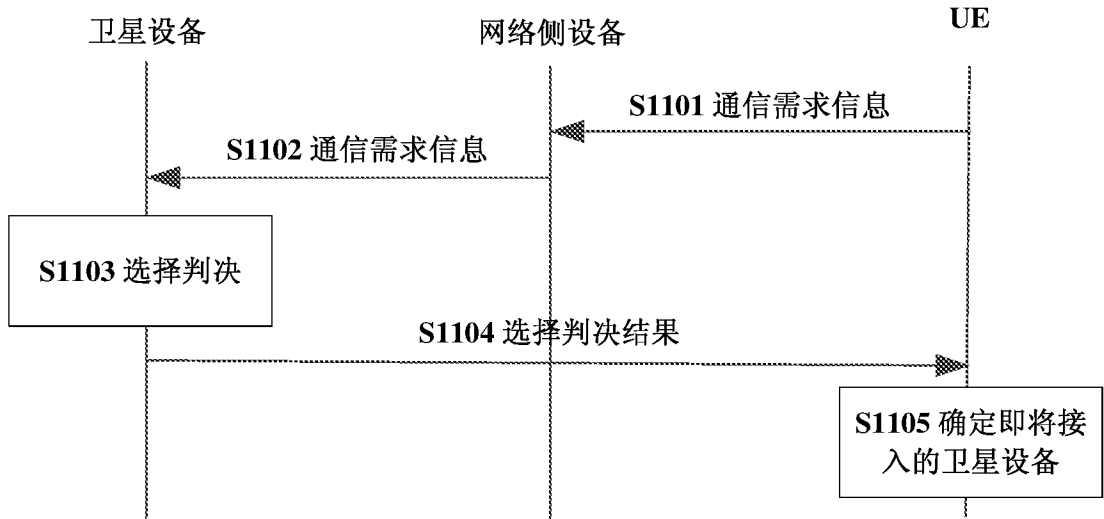 卫星设备
网络侧设备
UE
S1101 通信需求信息
S1102 通信需求信息
S1103 选择判决
S1104 选择判决结果
S1105 确定即将接
入的卫星设备